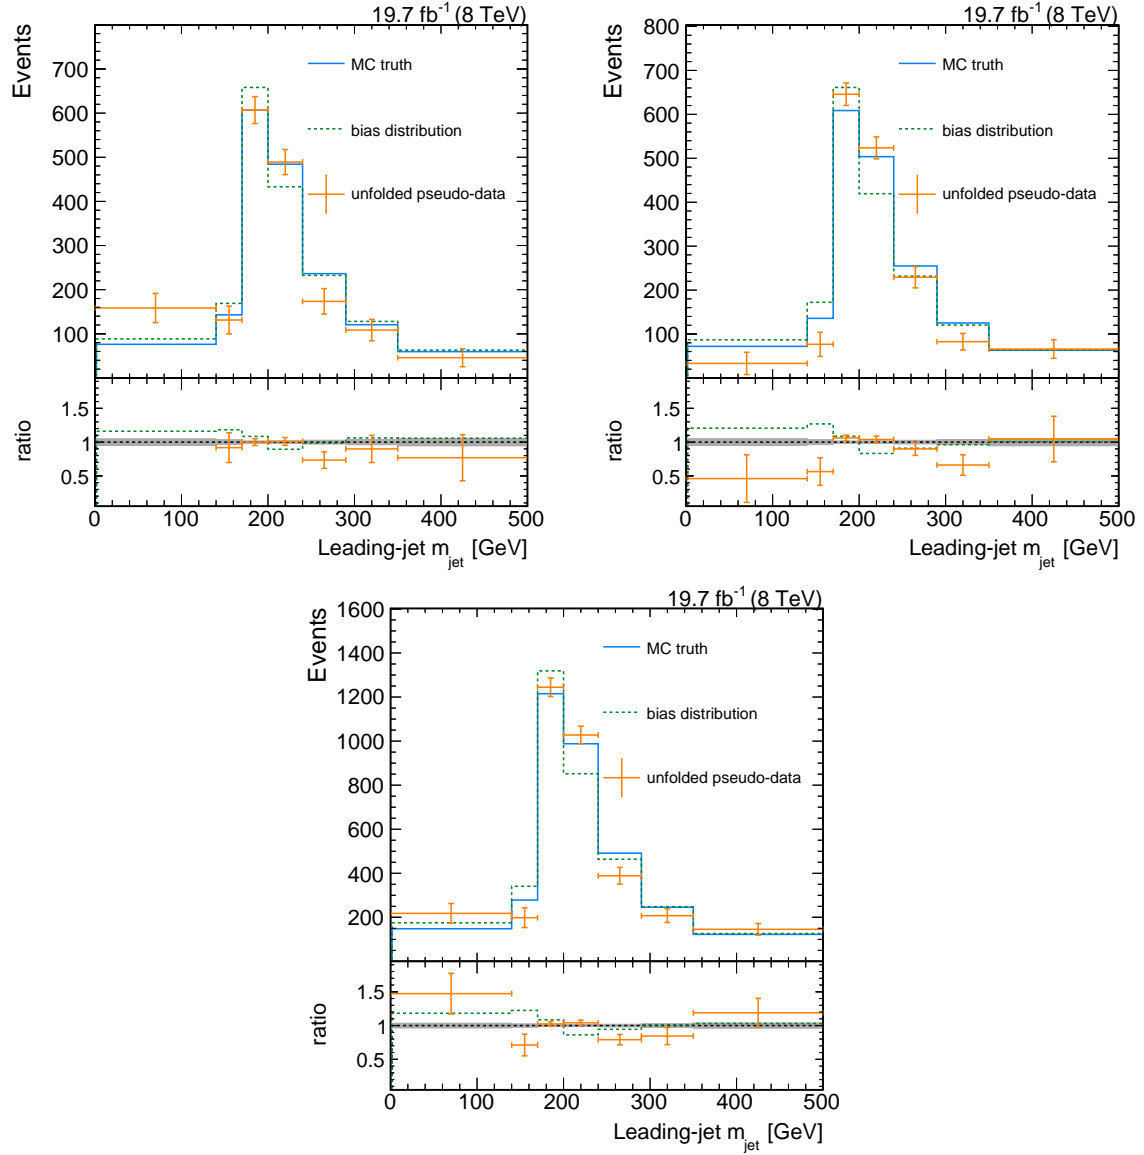 19.7 fb-1 (8 TeV)
Events
700
600
500
400
300
200
100
MC truth
bias distribution
unfolded pseudo-data
ratio
1.5
1
0.5
0 100 200 300 400 500
Leading-jet mjet [GeV]
19.7 fb-1 (8 TeV)
Events
800
700
600
500
400
300
200
100
MC truth
bias distribution
unfolded pseudo-data
ratio
1.5
1
0.5
0 100 200 300 400 500
Leading-jet mjet [GeV]
19.7 fb-1 (8 TeV)
Events
1600
1400
1200
1000
800
600
400
200
MC truth
bias distribution
unfolded pseudo-data
ratio
1.5
1
0.5
0 100 200 300 400 500
Leading-jet mjet [GeV]